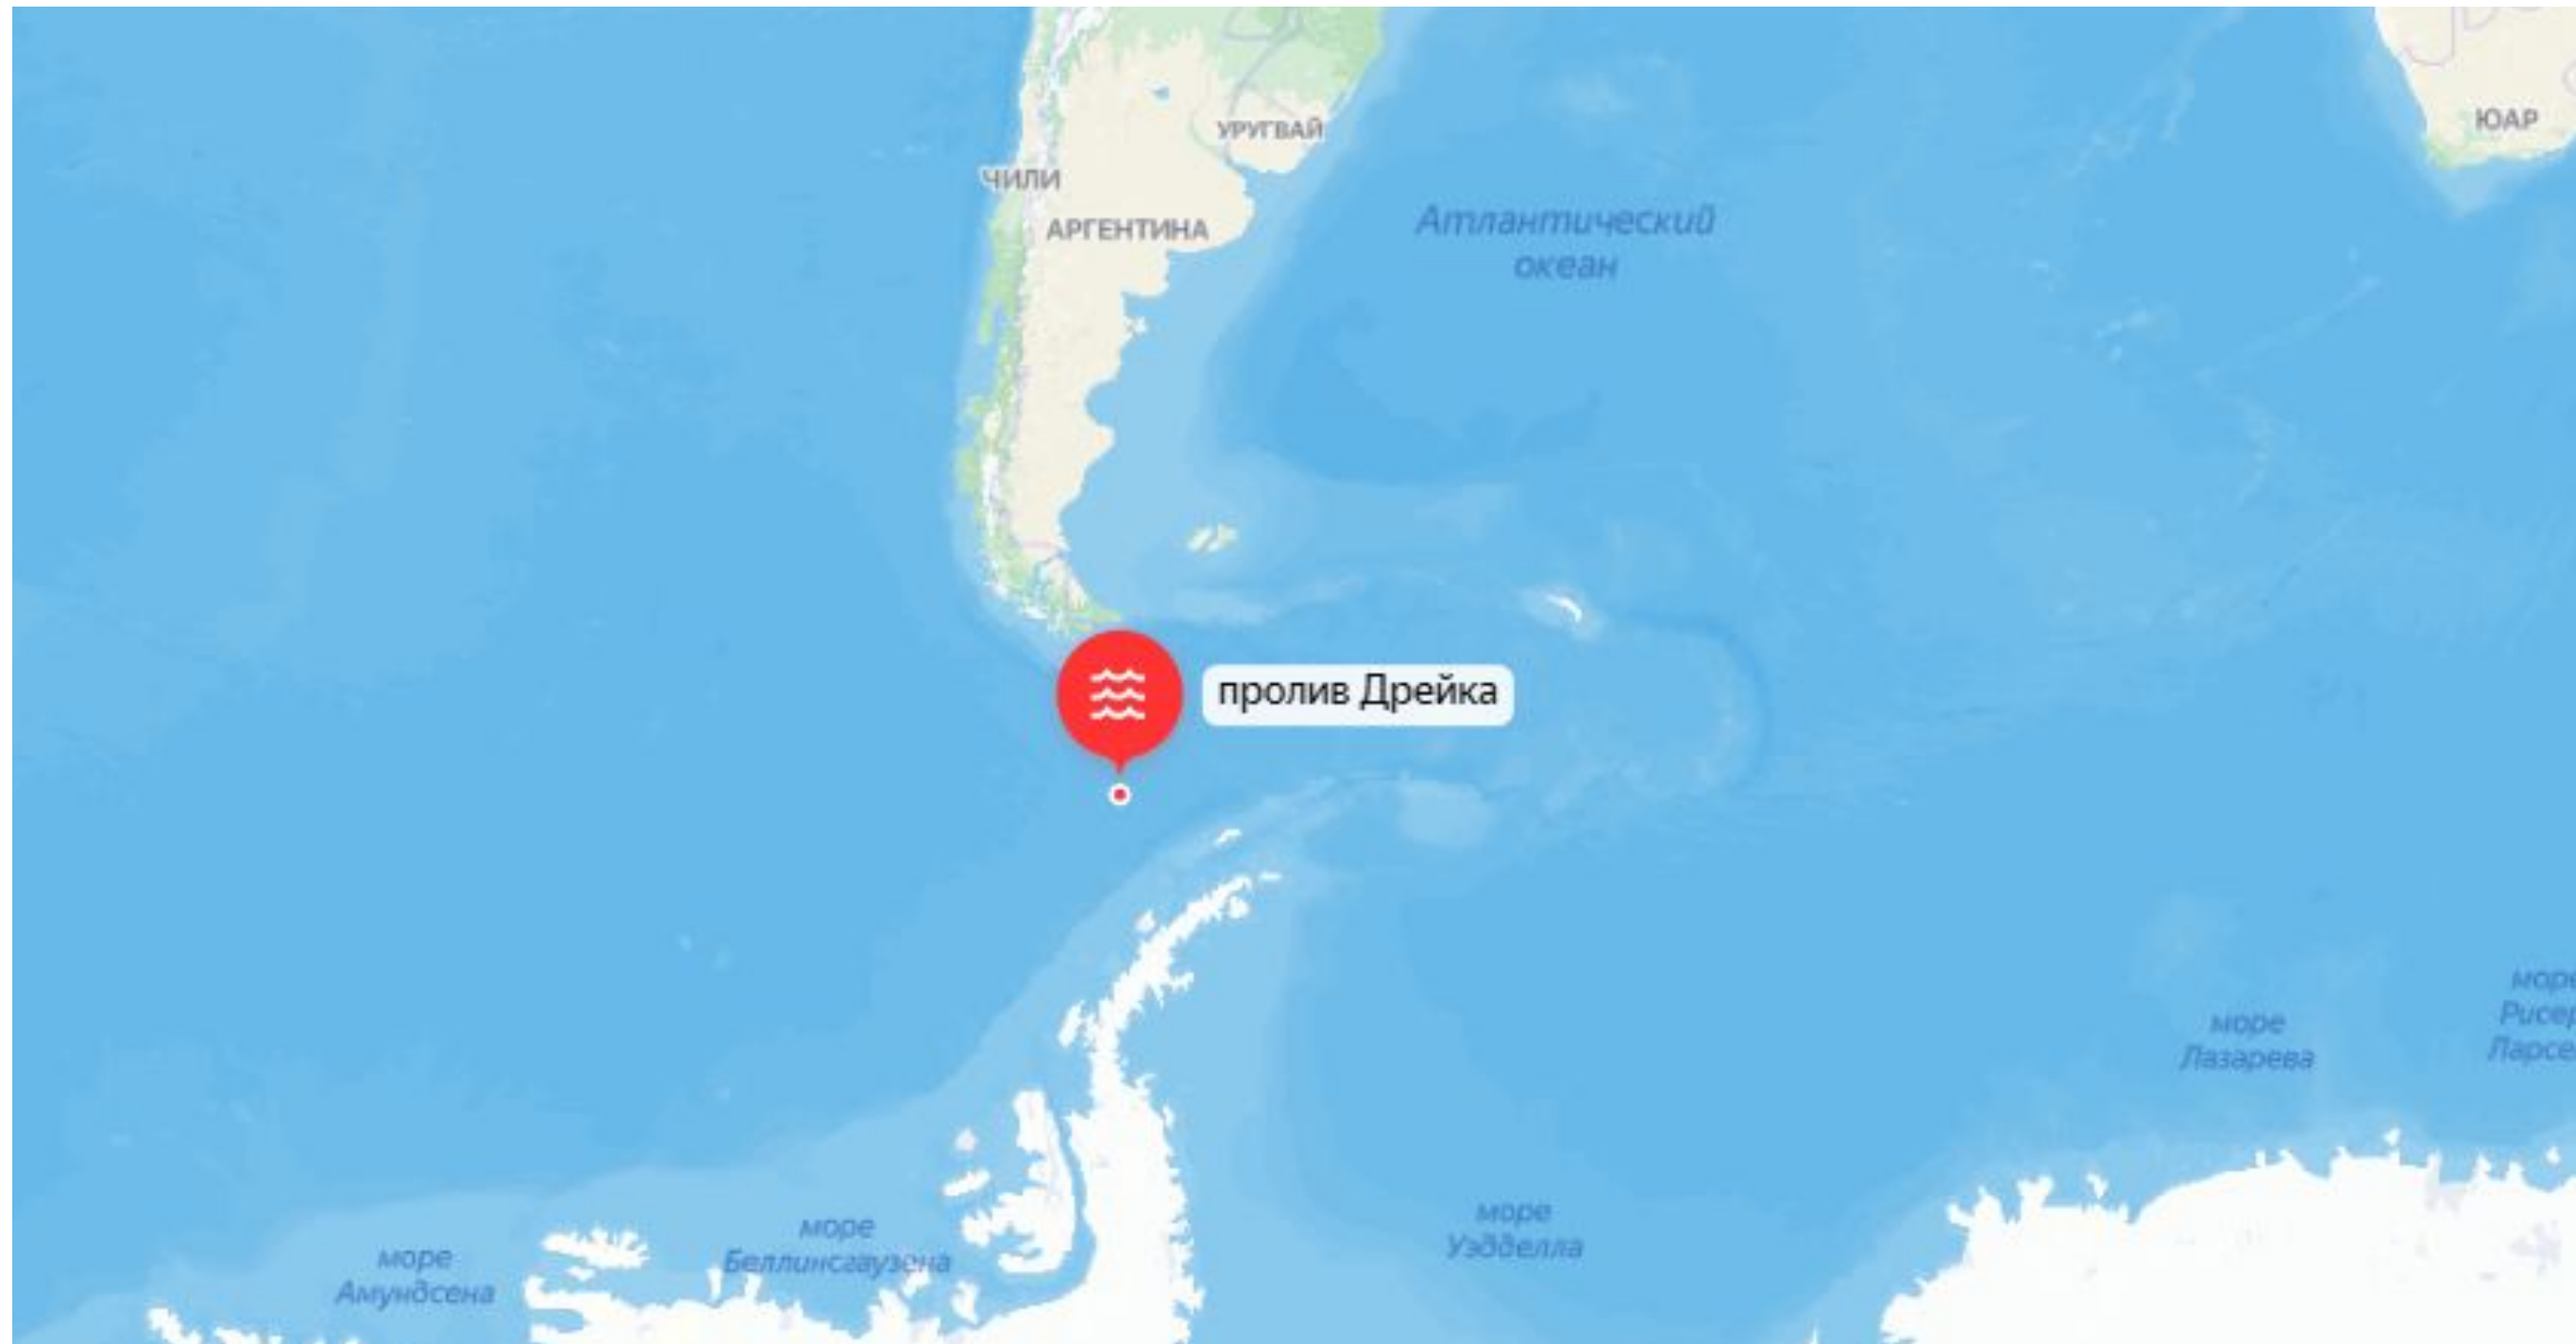 УРУГВАЙ
ЮАР
ЧИЛИ
АРГЕНТИНА
Атлантический
океан
пролив Дрейка
море
Лазарева
море
Уэдделла
море
Беллинсгаузена
море
Амундсена